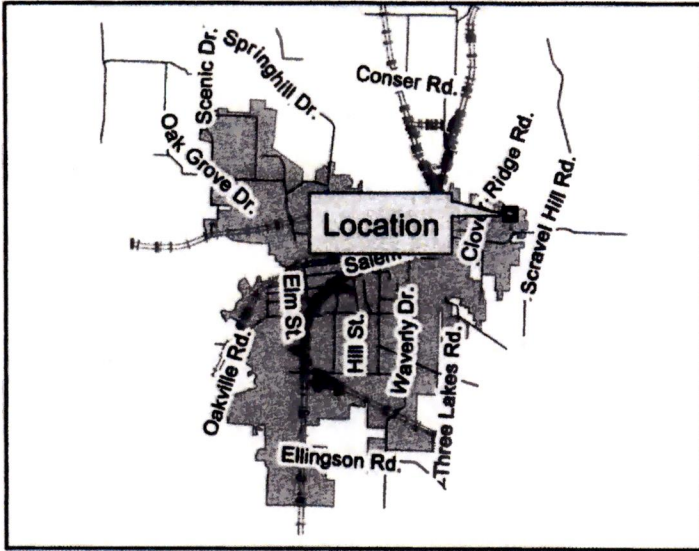 Scenic Dr.
Springhill Dr.
Conser Rd.
Oak Grove Dr.
Ridge Rd.
Scravel Hill Rd.
Location
Salem
Elm St.
Hill St.
Waverly Dr.
Oakville Rd.
Three Lakes Rd.
Ellingson Rd.